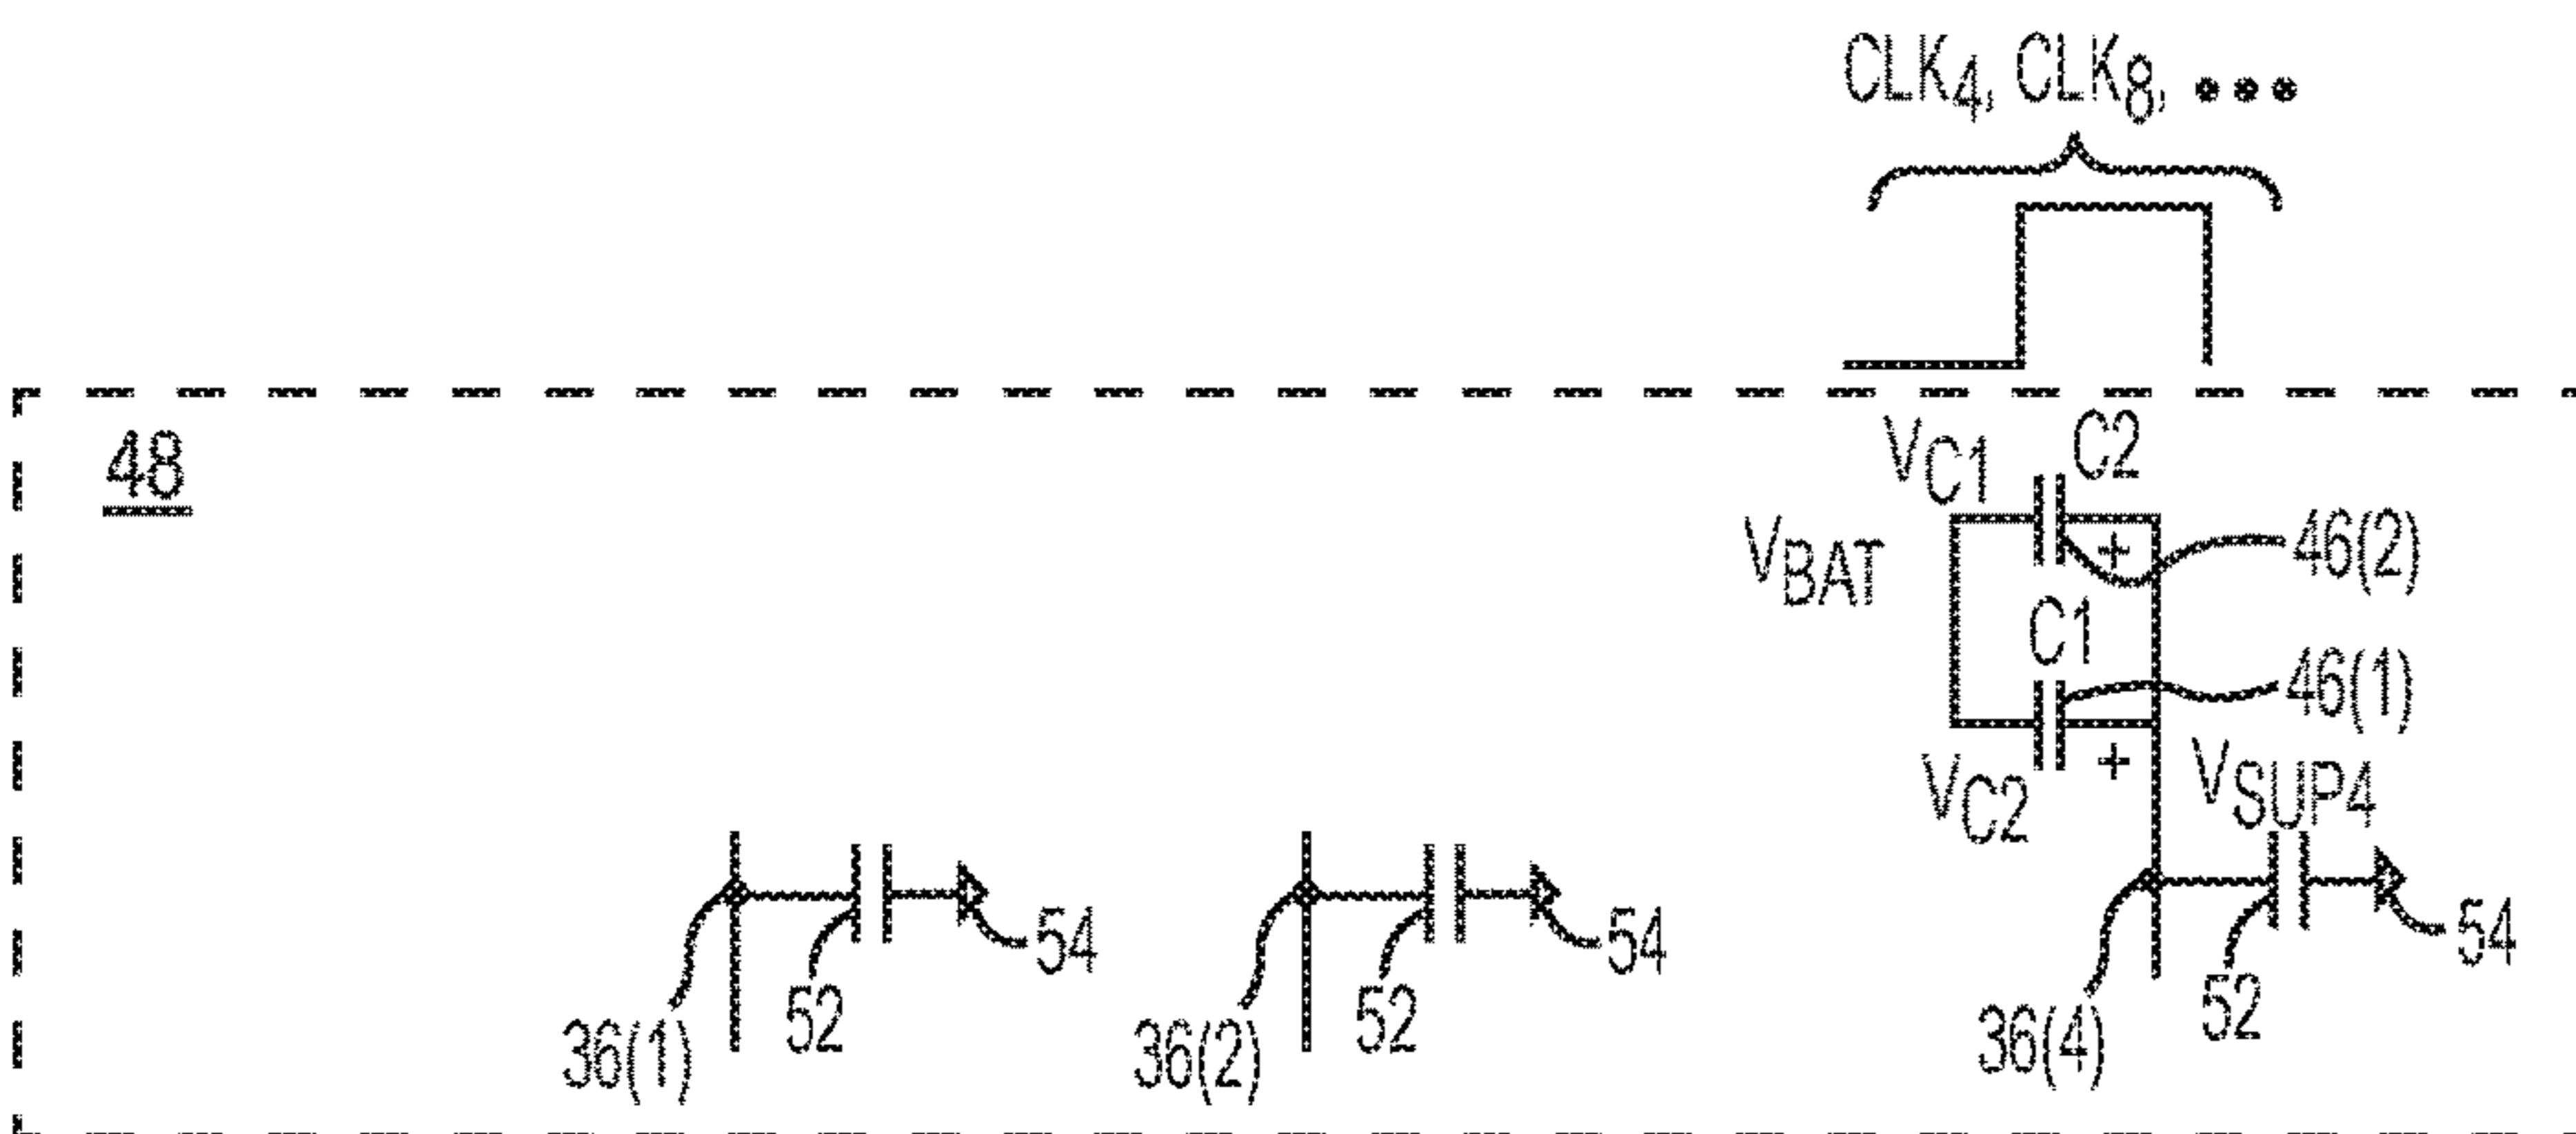 CLK4, CLK8, •••
48
VC1 C2
VBAT
46(2)
C1
46(1)
VC2
VSUP4
+
+
54
54
54
52
52
52
36(1)
36(2)
36(4)